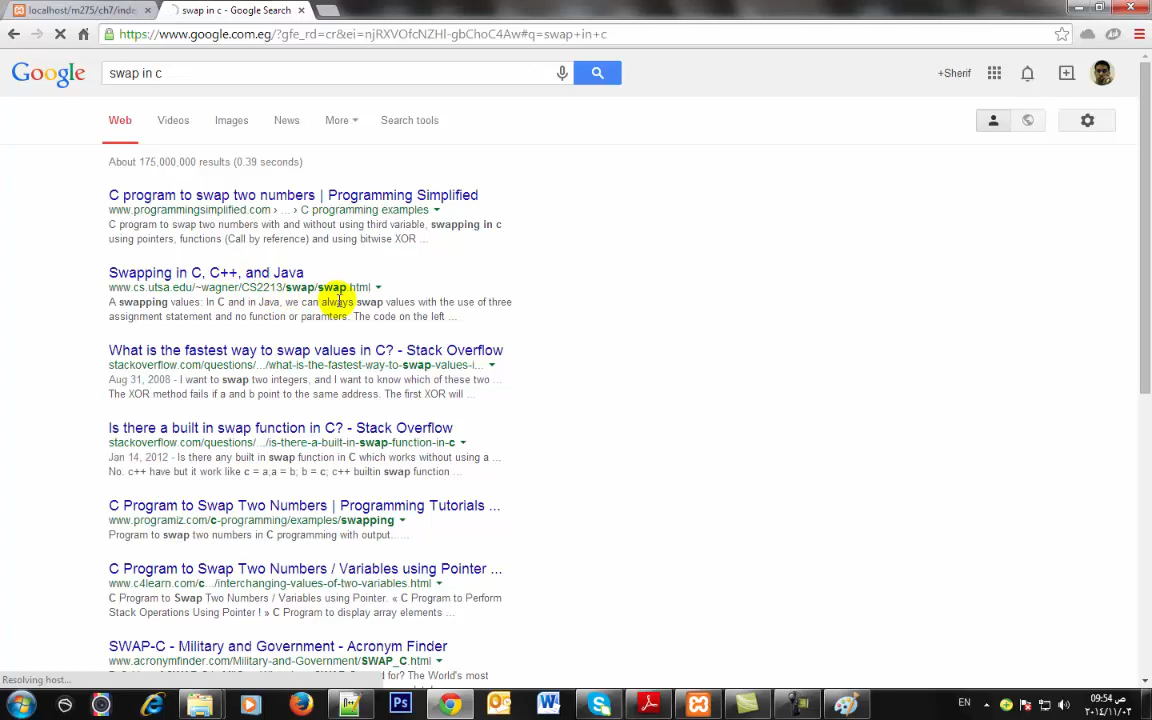 localhost/m275/ch7/inde
swap in c - Google Search
https://www.google.com.eg/?gfe_rd=cr&ei=njRXVOfcNZHI-gbChoC4Aw#q=swap+in+c
Google
swap in c
+Sherif
Web
Videos
Images
News
More
Search tools
About 175,000,000 results (0.39 seconds)
C program to swap two numbers | Programming Simplified
www.programmingsimplified.com › ... › C programming examples
C program to swap two numbers with and without using third variable, swapping in c
using pointers, functions (Call by reference) and using bitwise XOR ...
Swapping in C, C++, and Java
www.cs.utsa.edu/~wagner/CS2213/swap/swap.html
A swapping values: In C and in Java, we can always swap values with the use of three
assignment statement and no function or paramters. The code on the left ...
What is the fastest way to swap values in C? - Stack Overflow
stackoverflow.com/questions/.../what-is-the-fastest-way-to-swap-values-i...
Aug 31, 2008 - I want to swap two integers, and I want to know which of these two ...
The XOR method fails if a and b point to the same address. The first XOR will ...
Is there a built in swap function in C? - Stack Overflow
stackoverflow.com/questions/.../is-there-a-built-in-swap-function-in-c
Jan 14, 2012 - Is there any built in swap function in C which works without using a ...
No. c++ have but it work like c = a,a = b; b = c; c++ builtin swap function ...
C Program to Swap Two Numbers | Programming Tutorials ...
www.programiz.com/c-programming/examples/swapping
Program to swap two numbers in C programming with output. ...
C Program to Swap Two Numbers / Variables using Pointer ...
www.c4learn.com/c.../interchanging-values-of-two-variables.html
C Program to Swap Two Numbers / Variables using Pointer. « C Program to Perform
Stack Operations Using Pointer ! » C Program to display array elements ...
SWAP-C - Military and Government - Acronym Finder
www.acronymfinder.com/Military-and-Government/SWAP_C.html
for? The World's most
Resolving host...
Ps
EN
09:54 ص
٢٠١٤/١١/٠٣